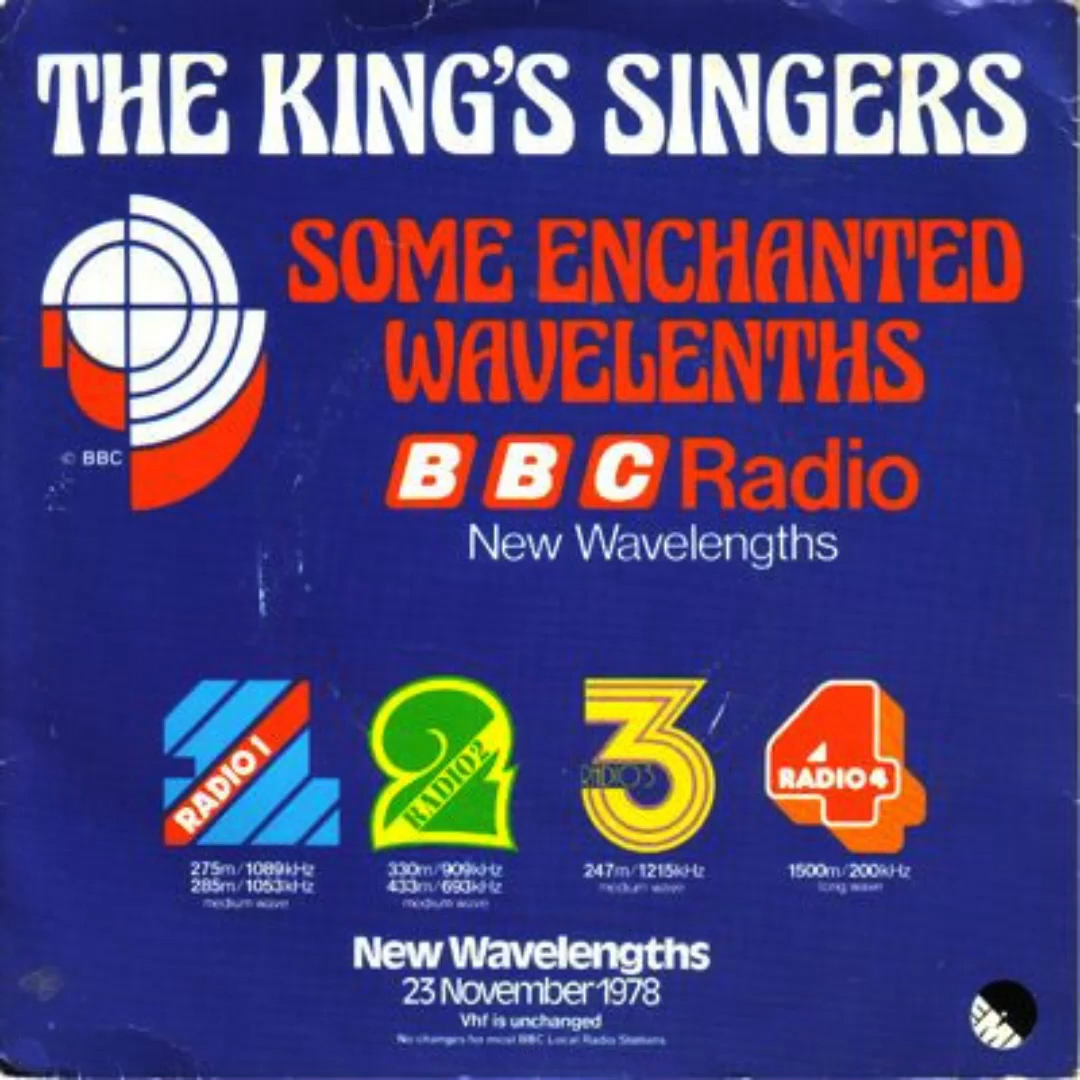 THE KING'S SINGERS
SOME ENCHANTED
WAVELENTHS
© BBC
BBC Radio
New Wavelengths
RADIO 1
RADIO 2
RADIO 3
RADIO 4
275m/1089kHz
285m/1053kHz
medium wave
330m/909kHz
433m/693kHz
medium wave
247m/1215kHz
medium wave
1500m/200kHz
long wave
New Wavelengths
23 November 1978
Vhf is unchanged
No changes for most BBC Local Radio Stations
EMI